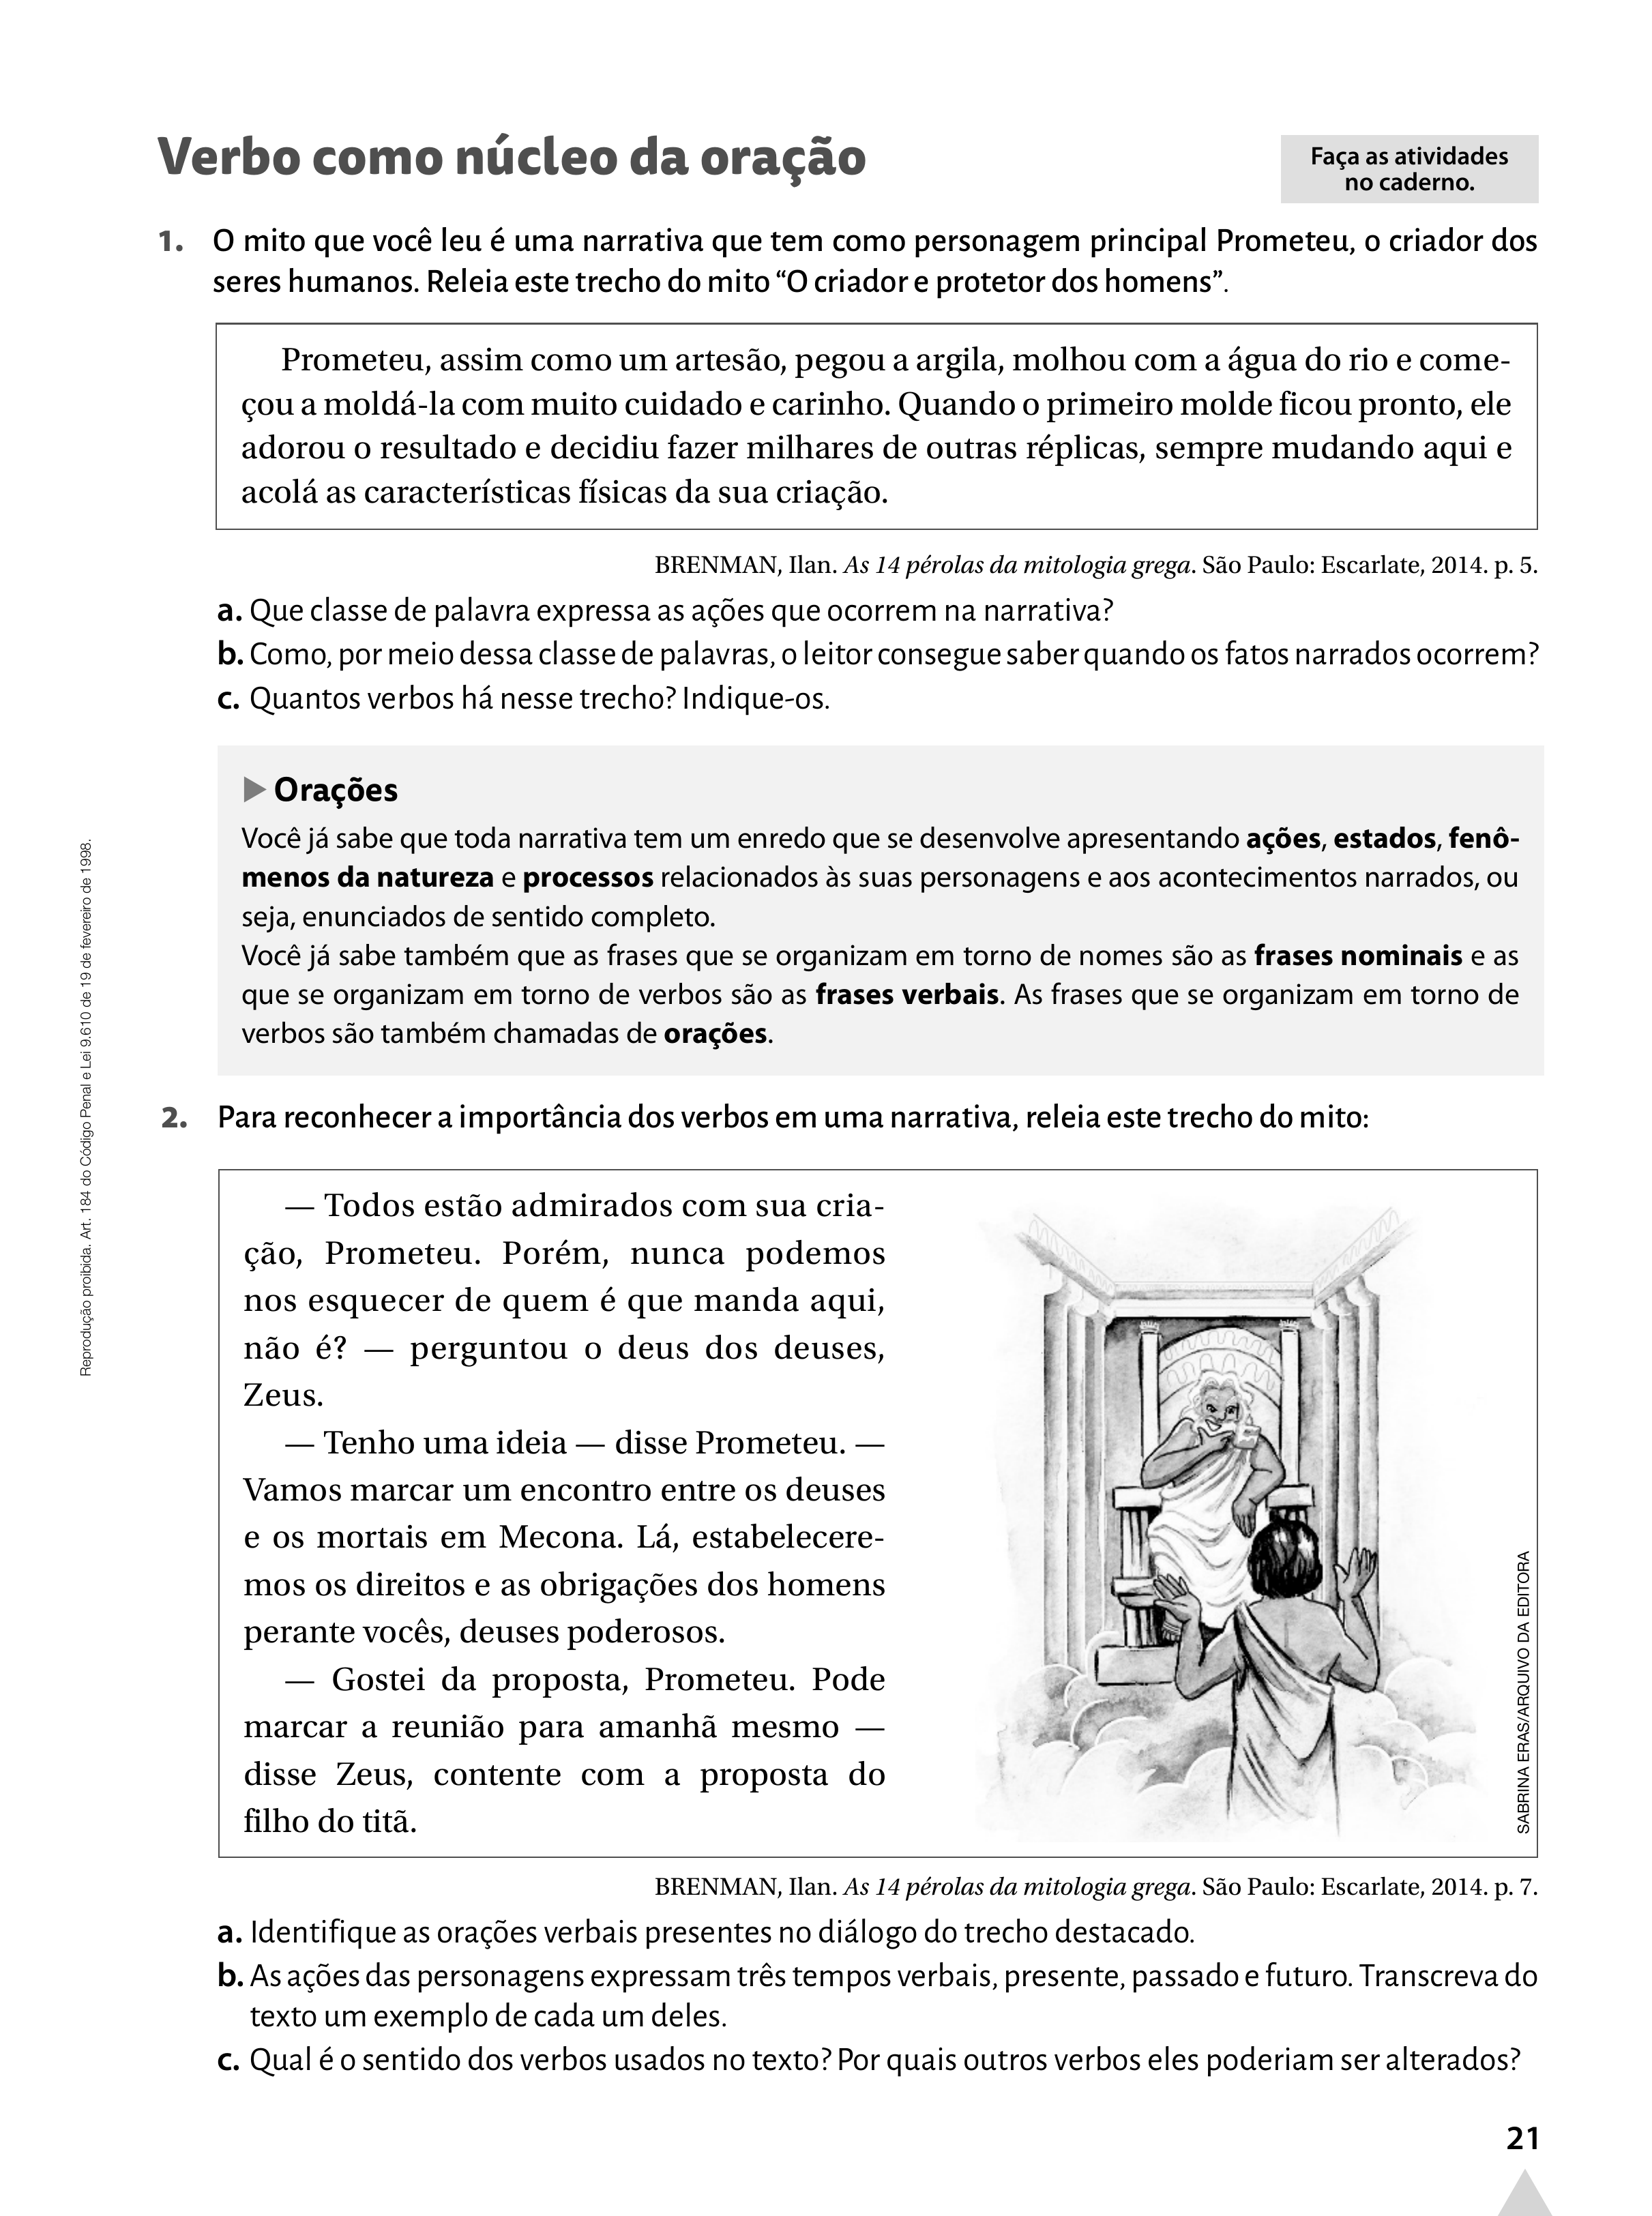 Verbo como núcleo da oração
Faça as atividades
no caderno.
1. O mito que você leu é uma narrativa que tem como personagem principal Prometeu, o criador dos
seres humanos. Releia este trecho do mito “O criador e protetor dos homens”.
Prometeu, assim como um artesão, pegou a argila, molhou com a água do rio e come-
çou a moldá-la com muito cuidado e carinho. Quando o primeiro molde ficou pronto, ele
adorou o resultado e decidiu fazer milhares de outras réplicas, sempre mudando aqui e
acolá as características físicas da sua criação.
BRENMAN, Ilan. As 14 pérolas da mitologia grega. São Paulo: Escarlate, 2014. p. 5.
a. Que classe de palavra expressa as ações que ocorrem na narrativa?
b. Como, por meio dessa classe de palavras, o leitor consegue saber quando os fatos narrados ocorrem?
c. Quantos verbos há nesse trecho? Indique-os.
▶ Orações
Você já sabe que toda narrativa tem um enredo que se desenvolve apresentando ações, estados, fenô-
menos da natureza e processos relacionados às suas personagens e aos acontecimentos narrados, ou
seja, enunciados de sentido completo.
Você já sabe também que as frases que se organizam em torno de nomes são as frases nominais e as
que se organizam em torno de verbos são as frases verbais. As frases que se organizam em torno de
verbos são também chamadas de orações.
2. Para reconhecer a importância dos verbos em uma narrativa, releia este trecho do mito:
— Todos estão admirados com sua cria-
ção, Prometeu. Porém, nunca podemos
nos esquecer de quem é que manda aqui,
não é? — perguntou o deus dos deuses,
Zeus.
— Tenho uma ideia — disse Prometeu. —
Vamos marcar um encontro entre os deuses
e os mortais em Mecona. Lá, estabelecere-
mos os direitos e as obrigações dos homens
perante vocês, deuses poderosos.
— Gostei da proposta, Prometeu. Pode
marcar a reunião para amanhã mesmo —
disse Zeus, contente com a proposta do
filho do titã.
SABRINA ERAS/ARQUIVO DA EDITORA
BRENMAN, Ilan. As 14 pérolas da mitologia grega. São Paulo: Escarlate, 2014. p. 7.
a. Identifique as orações verbais presentes no diálogo do trecho destacado.
b. As ações das personagens expressam três tempos verbais, presente, passado e futuro. Transcreva do
texto um exemplo de cada um deles.
c. Qual é o sentido dos verbos usados no texto? Por quais outros verbos eles poderiam ser alterados?
Reprodução proibida. Art. 184 do Código Penal e Lei 9.610 de 19 de fevereiro de 1998.
21